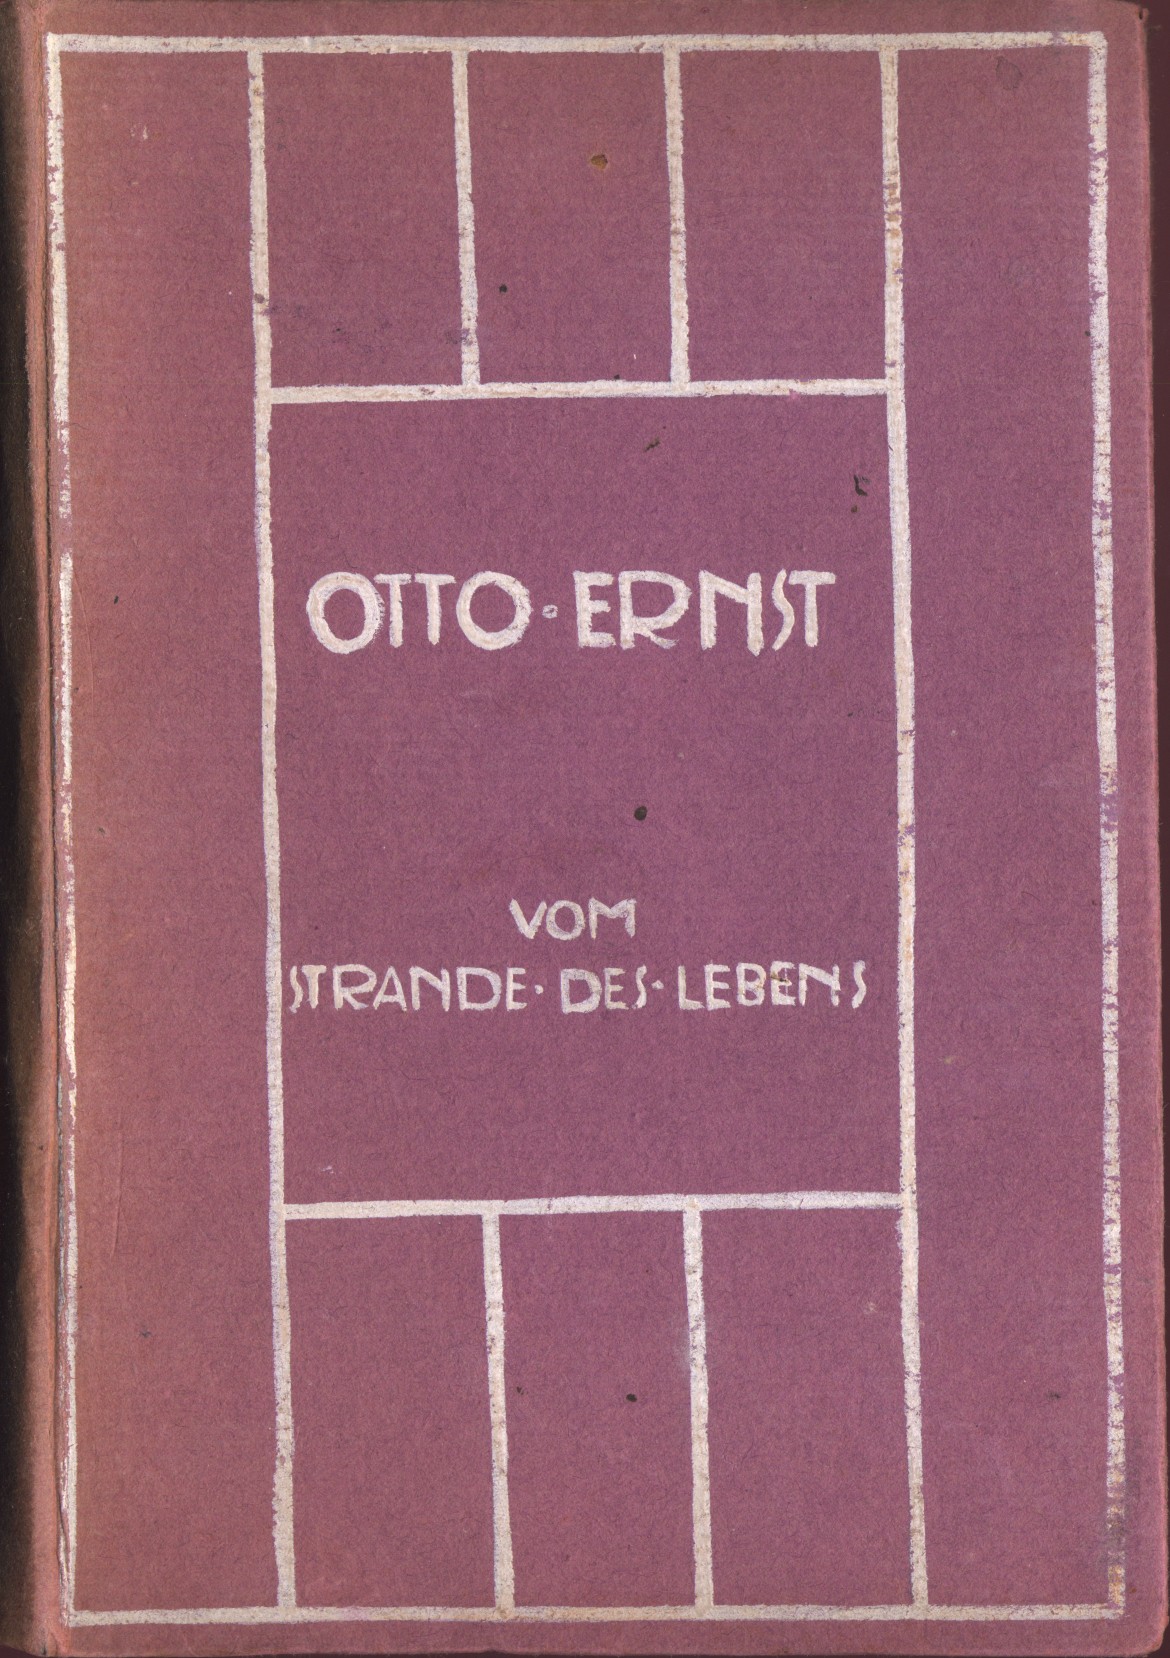 OTTO · ERNST
VOM
STRANDE · DES · LEBENS